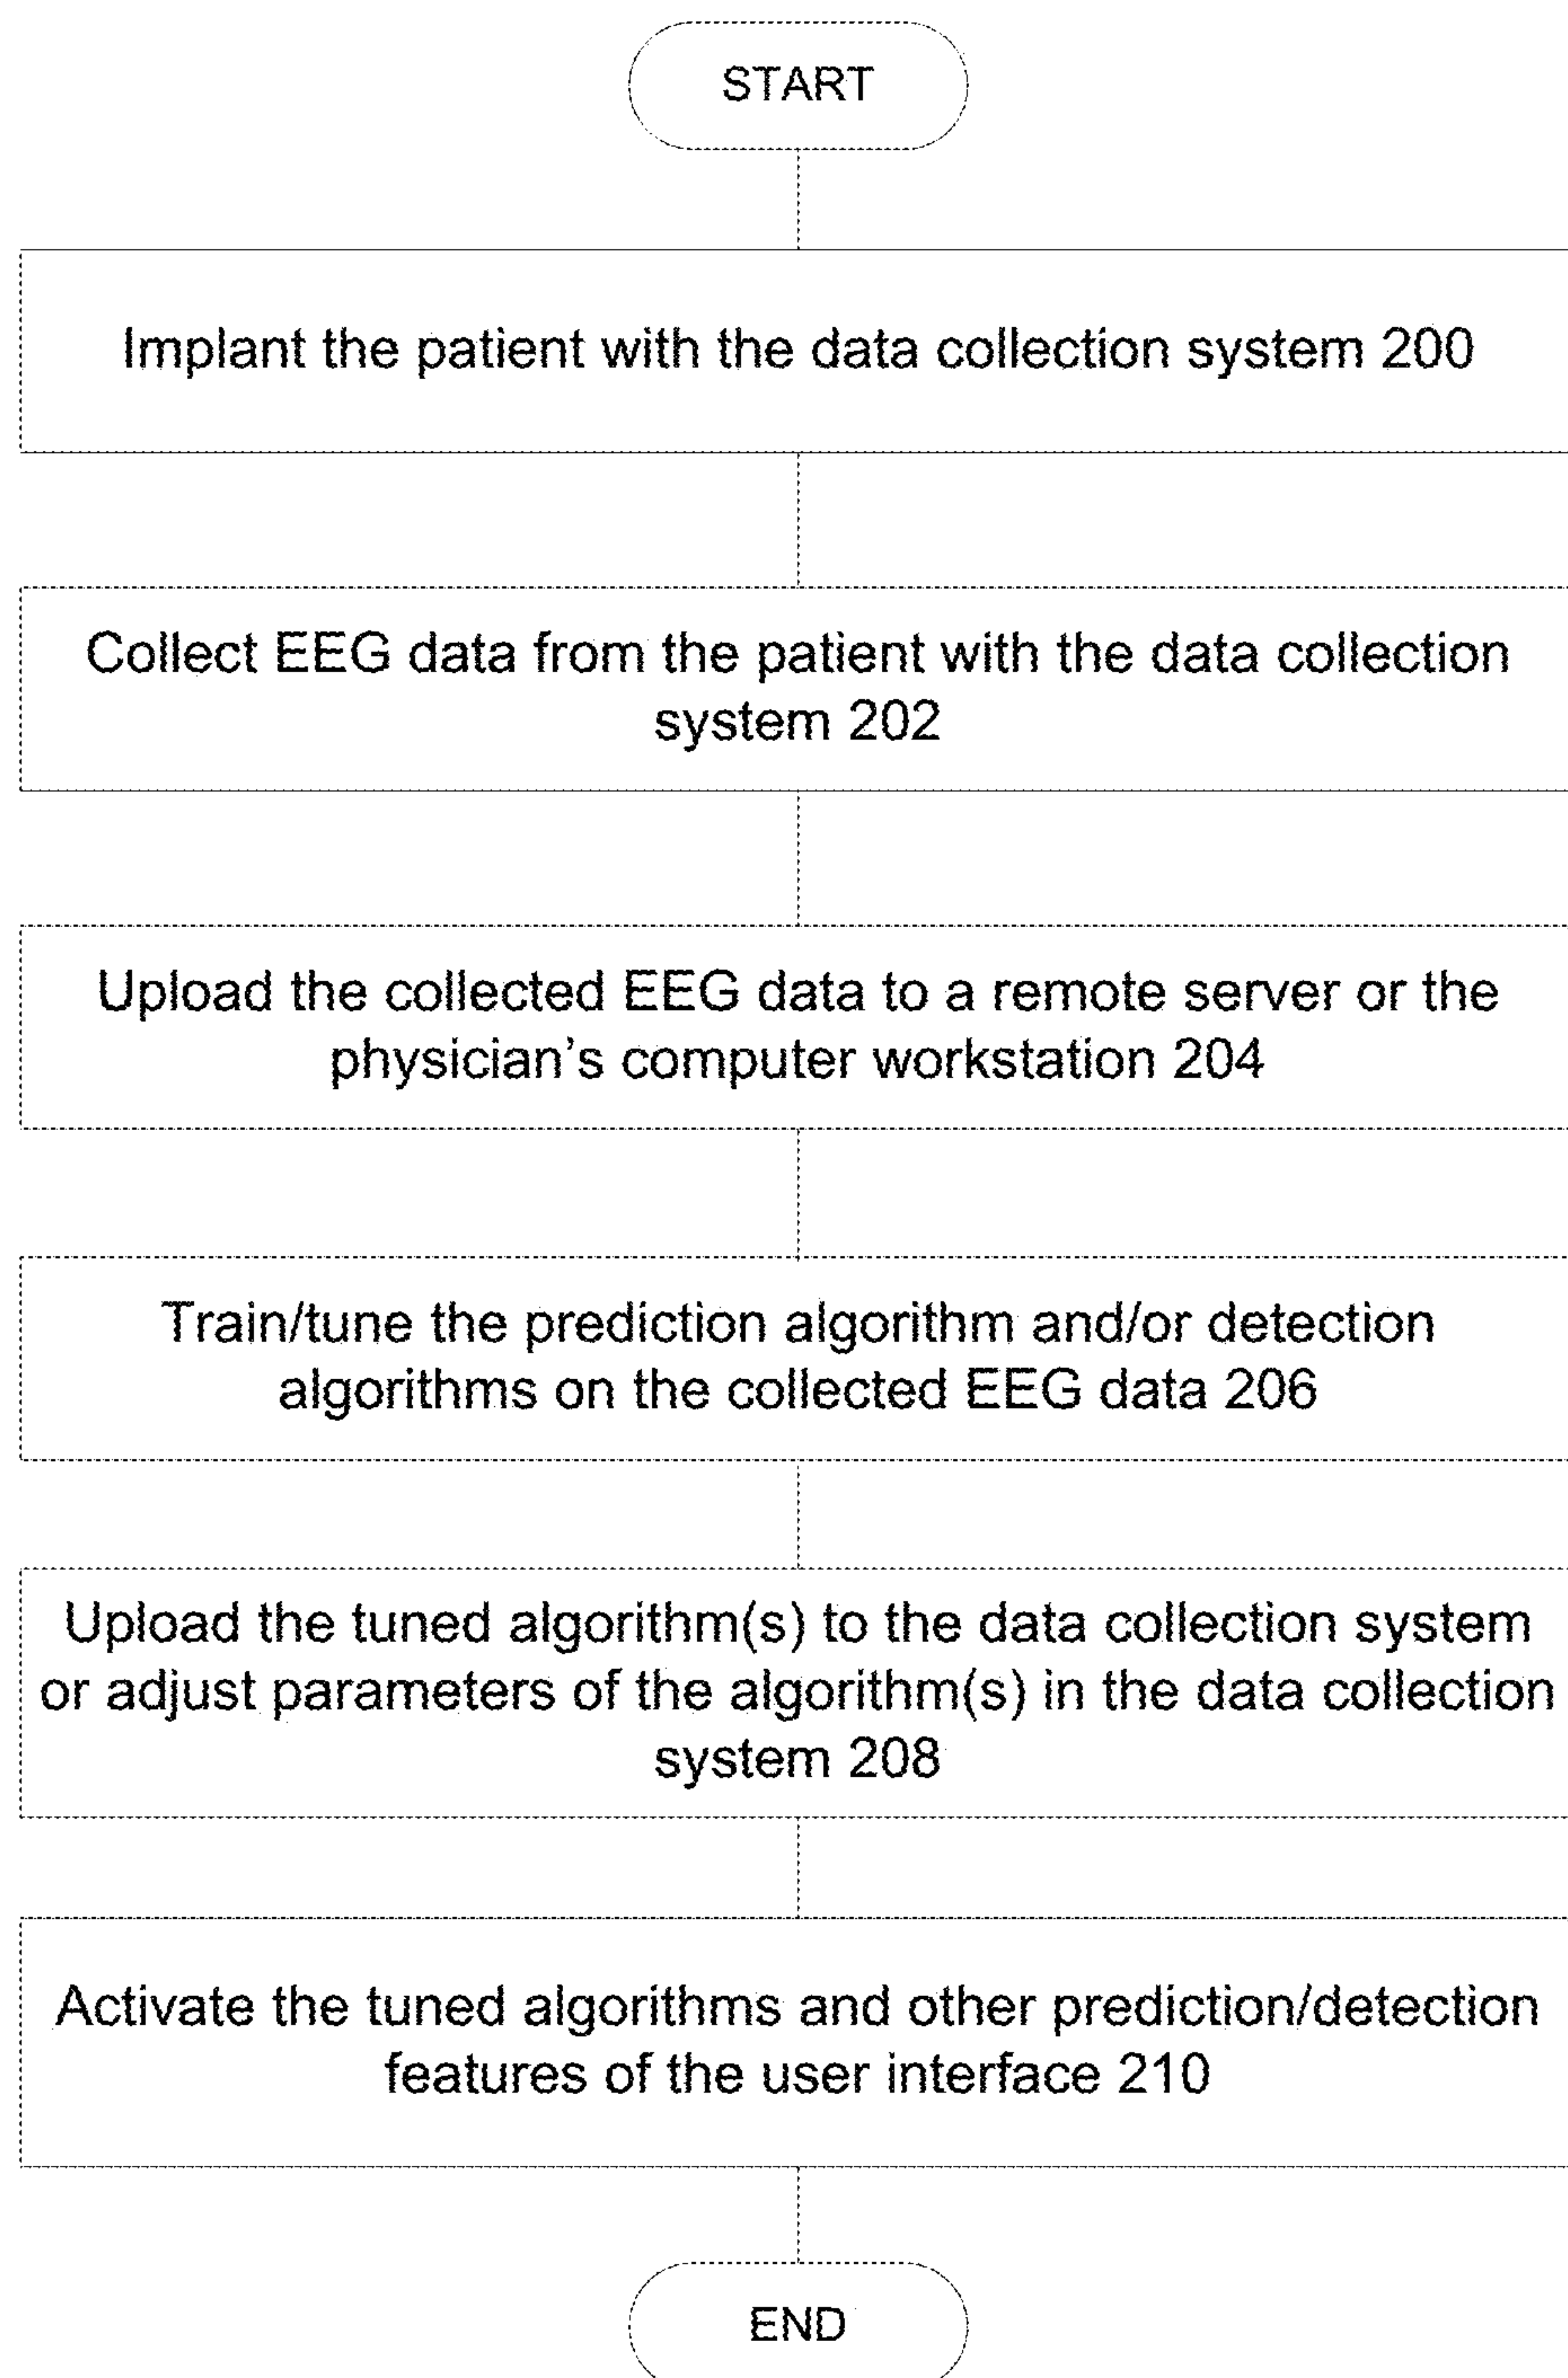 START
Implant the patient with the data collection system 200
Collect EEG data from the patient with the data collection
system 202
Upload the collected EEG data to a remote server or the
physician’s computer workstation 204
Train/tune the prediction algorithm and/or detection
algorithms on the collected EEG data 206
Upload the tuned algorithm(s) to the data collection system
or adjust parameters of the algorithm(s) in the data collection
system 208
Activate the tuned algorithms and other prediction/detection
features of the user interface 210
END